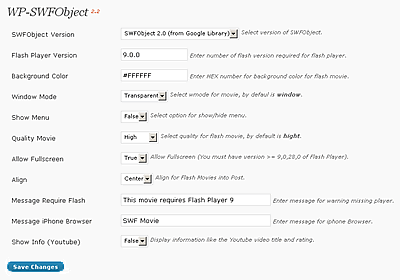 WP-SWFObject 2.2
SWFObject Version SWFObject 2.0 (from Google Library) Select version of SWFObject.
Flash Player Version 9.0.0 Enter number of flash version required for flash player.
Background Color #FFFFFF Enter HEX number for background color for flash movie.
Window Mode Transparent Select wmode for movie, by defaul is window.
Show Menu False Select option for show/hide menu.
Quality Movie High Select quality for flash movie, by default is hight.
Allow Fullscreen True Allow Fullscreen (You must have version >= 9,0,28,0 of Flash Player).
Align Center Align for Flash Movies into Post.
Message Require Flash This movie requires Flash Player 9 Enter message for warning missing player.
Message iPhone Browser SWF Movie Enter message for iphone Browser.
Show Info (Youtube) False Display information like the Youtube video title and rating.
Save Changes